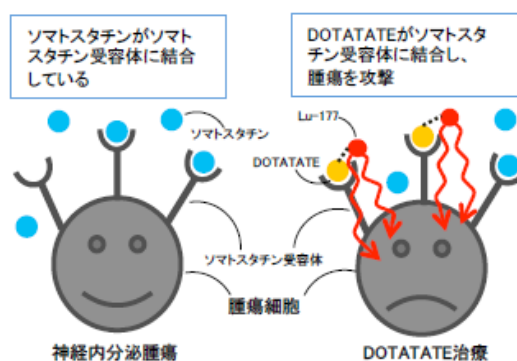 ソマトスタチンがソマト
スタチン受容体に結合
している
DOTATATEがソマトスタ
チン受容体に結合し、
腫瘍を攻撃
Lu-177
ソマトスタチン
DOTATATE
ソマトスタチン受容体
腫瘍細胞
神経内分泌腫瘍
DOTATATE治療